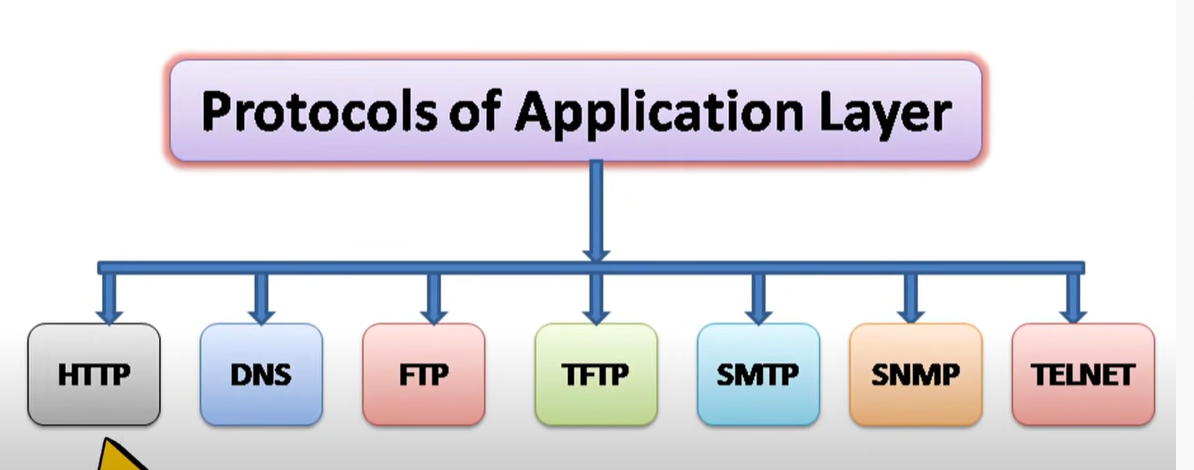 Protocols of Application Layer
HTTP
DNS
FTP
TFTP
SMTP
SNMP
TELNET